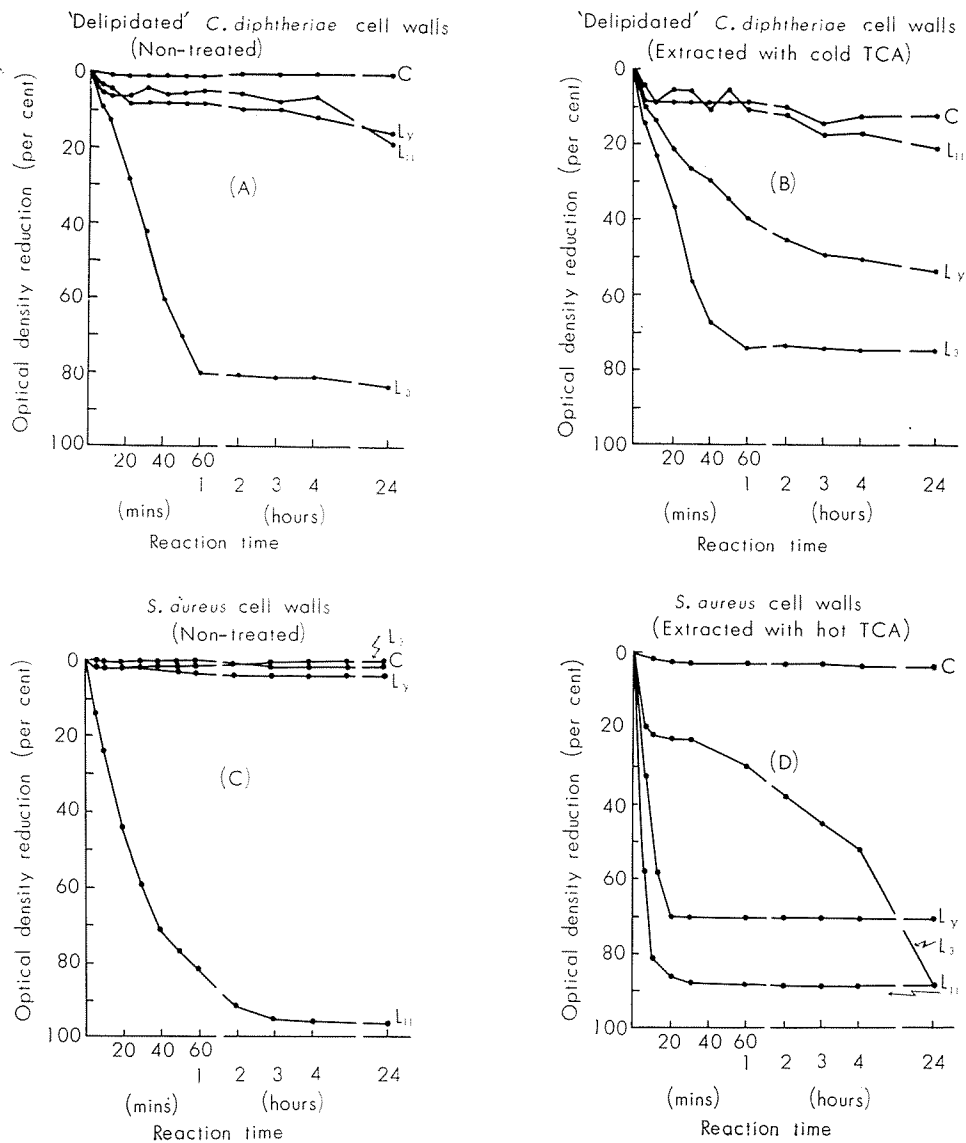 'Delipidated' C. diphtheriae cell walls
(Non-treated)
0
20
40
60
80
100
Optical density reduction (per cent)
(A)
C
Ly
L11
L3
20 40 60
1 2 3 4 24
(mins) (hours)
Reaction time
'Delipidated' C. diphtheriae cell walls
(Extracted with cold TCA)
0
20
40
60
80
100
Optical density reduction (per cent)
(B)
C
L11
Ly
L3
20 40 60
1 2 3 4 24
(mins) (hours)
Reaction time
S. aureus cell walls
(Non-treated)
0
20
40
60
80
100
Optical density reduction (per cent)
(C)
L3
C
Ly
L11
20 40 60
1 2 3 4 24
(mins) (hours)
Reaction time
S. aureus cell walls
(Extracted with hot TCA)
0
20
40
60
80
100
Optical density reduction (per cent)
(D)
C
Ly
L3
L11
20 40 60
1 2 3 4 24
(mins) (hours)
Reaction time